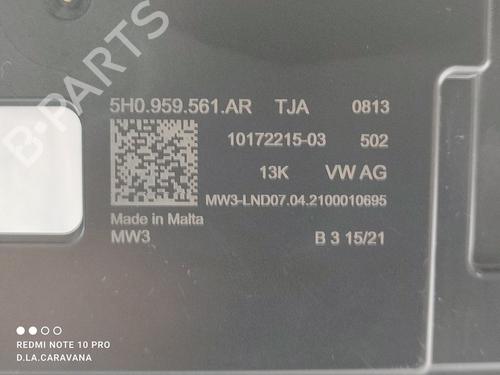 B-PARTS
5H0.959.561.AR TJA 0813
10172215-03 502
13K VW AG
MW3-LND07.04.2100010695
Made in Malta
MW3 B 3 15/21
REDMI NOTE 10 PRO
D.LA.CARAVANA